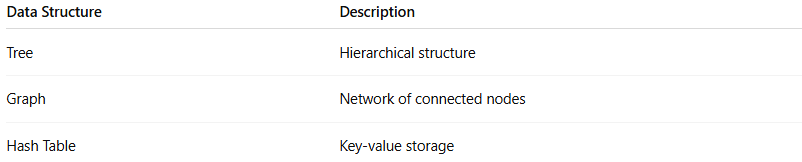 Data Structure Description
Tree Hierarchical structure
Graph Network of connected nodes
Hash Table Key-value storage